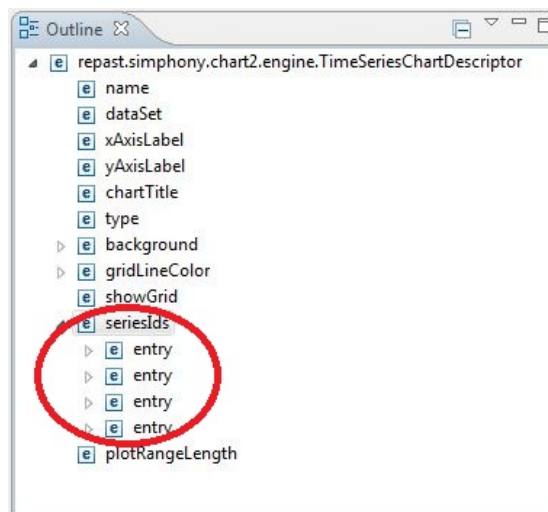 Outline
repast.simphony.chart2.engine.TimeSeriesChartDescriptor
e name
e dataSet
e xAxisLabel
e yAxisLabel
e chartTitle
e type
e background
e gridLineColor
e showGrid
e seriesIds
e entry
e entry
e entry
e entry
e plotRangeLength